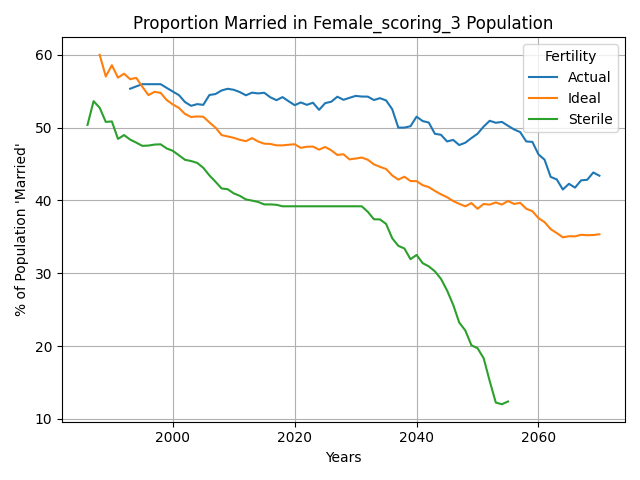 Proportion Married in Female_scoring_3 Population
% of Population 'Married'
60
50
40
30
20
10
2000 2020 2040 2060
Years
Fertility
Actual
Ideal
Sterile